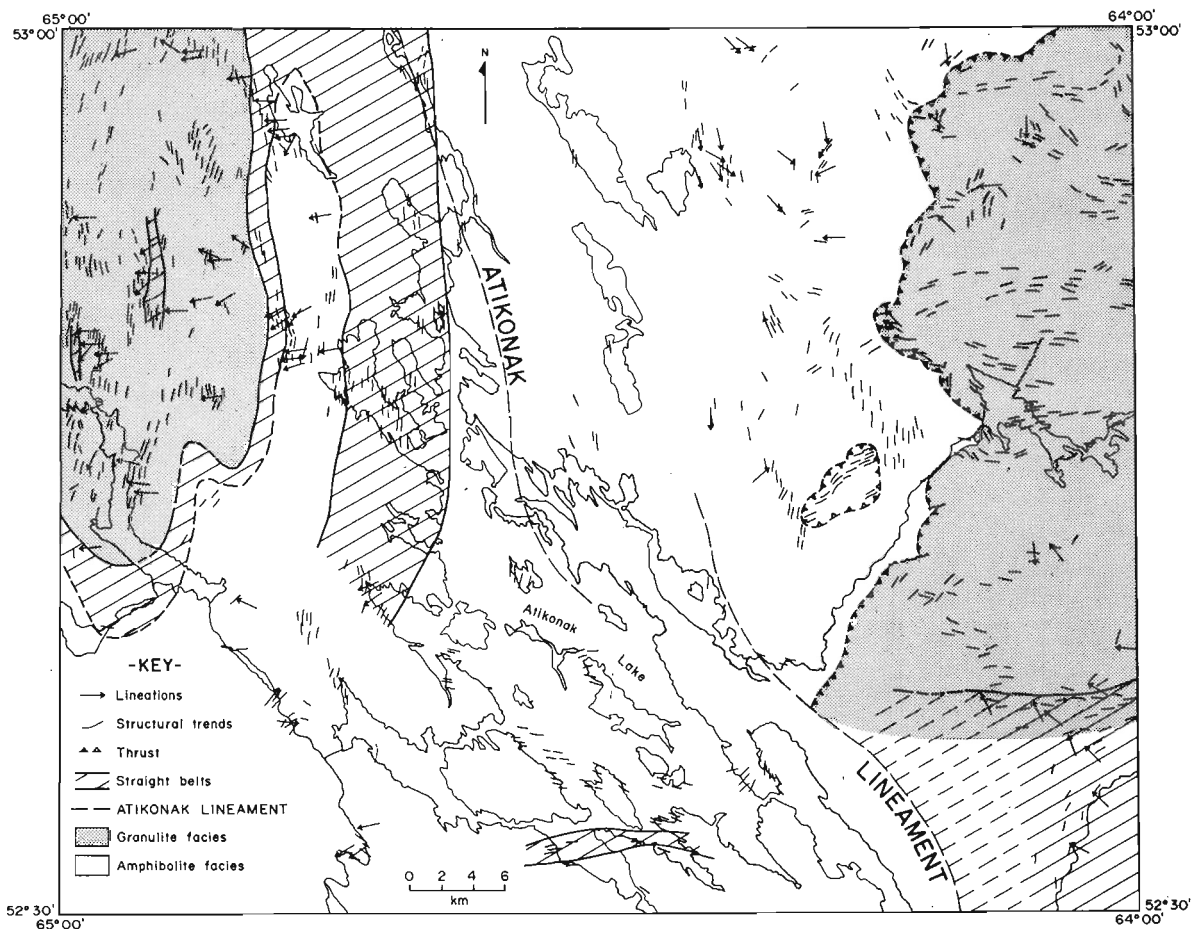 65°00'
64°00'
53°00'
53°00'
N
ATIKONAK
Atikonak
Lake
LINEAMENT
-KEY-
Lineations
Structural trends
Thrust
Straight belts
ATIKONAK LINEAMENT
Granulite facies
Amphibolite facies
0 2 4 6
km
52°30'
52°30'
65°00'
64°00'